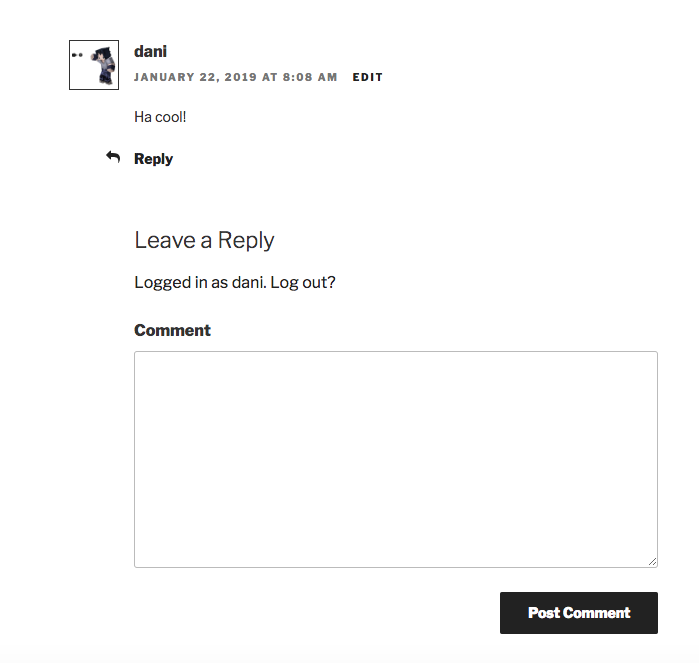 dani
JANUARY 22, 2019 AT 8:08 AM EDIT
Ha cool!
Reply
Leave a Reply
Logged in as dani. Log out?
Comment
Post Comment